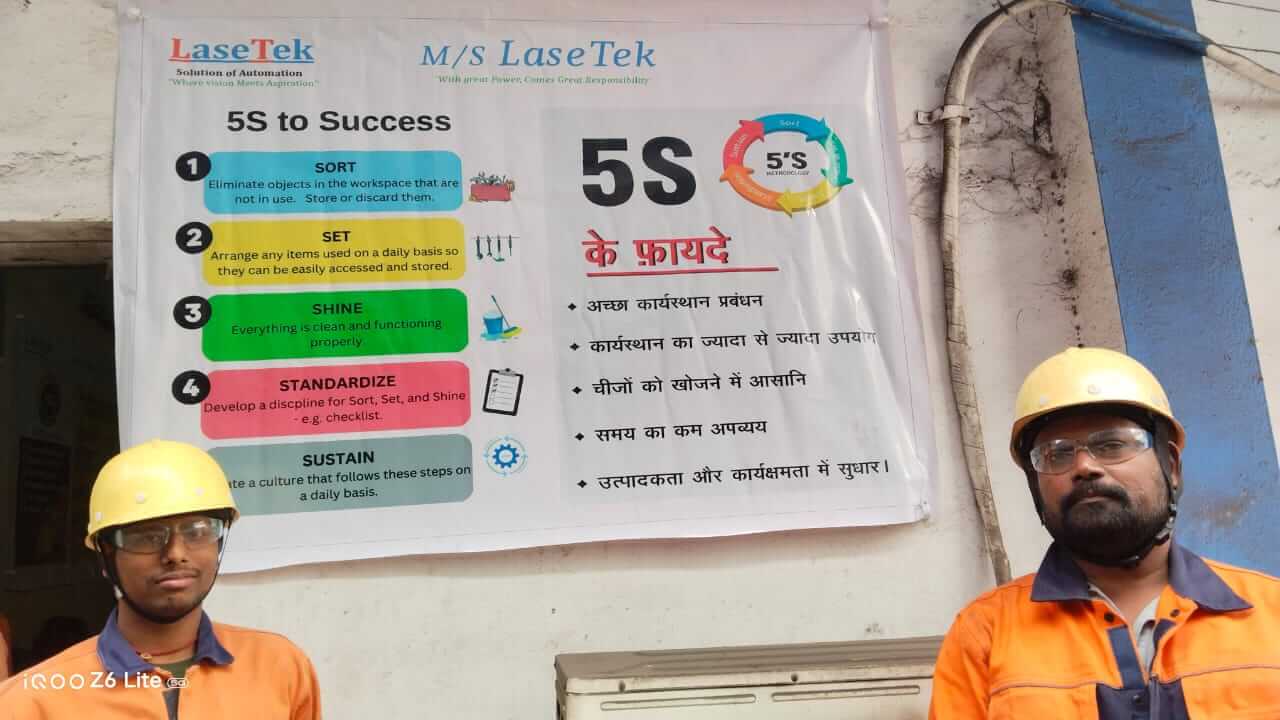 LaseTek
Solution of Automation
"Where vision Meets Aspiration"
M/S LaseTek
"With great Power, Comes Great Responsibility"
5S to Success
1
SORT
Eliminate objects in the workspace that are
not in use. Store or discard them.
2
SET
Arrange any items used on a daily basis so
they can be easily accessed and stored.
3
SHINE
Everything is clean and functioning
properly.
4
STANDARDIZE
Develop a discpline for Sort, Set, and Shine
- e.g. checklist.
SUSTAIN
ate a culture that follows these steps on
a daily basis.
5S
Sort
Sustain
5'S
METHODOLOGY
के फ़ायदे
अच्छा कार्यस्थान प्रबंधन
कार्यस्थान का ज्यादा से ज्यादा उपयोग
चीजों को खोजने में आसानि
समय का कम अपव्यय
उत्पादकता और कार्यक्षमता में सुधार।
iQOO Z6 Lite 5G